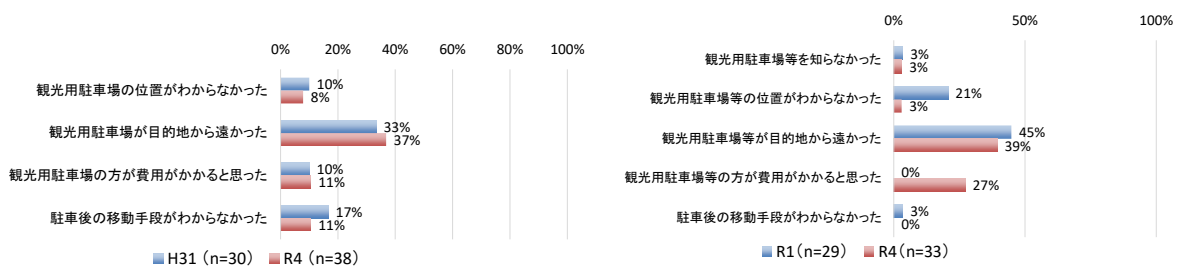 0% 20% 40% 60% 80% 100%
観光用駐車場の位置がわからなかった 10% 8%
観光用駐車場が目的地から遠かった 33% 37%
観光用駐車場の方が費用がかかると思った 10% 11%
駐車後の移動手段がわからなかった 17% 11%
H31（n=30） R4（n=38）
0% 50% 100%
観光用駐車場等を知らなかった 3% 3%
観光用駐車場等の位置がわからなかった 21% 3%
観光用駐車場等が目的地から遠かった 45% 39%
観光用駐車場等の方が費用がかかると思った 0% 27%
駐車後の移動手段がわからなかった 3% 0%
R1（n=29） R4（n=33）